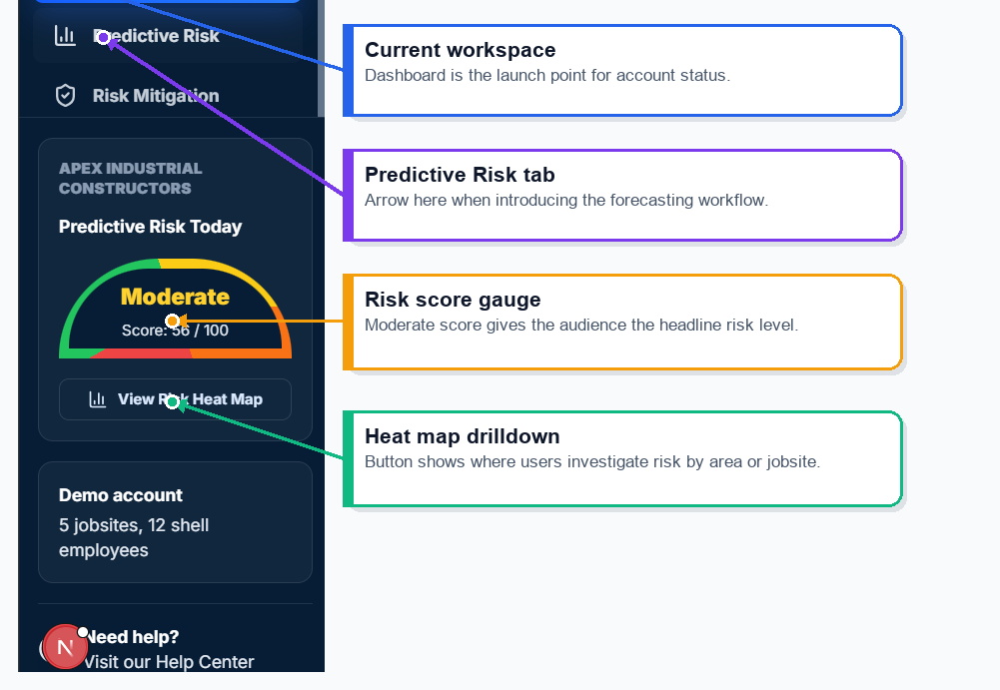 Predictive Risk
Risk Mitigation
APEX INDUSTRIAL
CONSTRUCTORS
Predictive Risk Today
Moderate
Score: 56 / 100
View Risk Heat Map
Demo account
5 jobsites, 12 shell
employees
N
Need help?
Visit our Help Center
Current workspace
Dashboard is the launch point for account status.
Predictive Risk tab
Arrow here when introducing the forecasting workflow.
Risk score gauge
Moderate score gives the audience the headline risk level.
Heat map drilldown
Button shows where users investigate risk by area or jobsite.